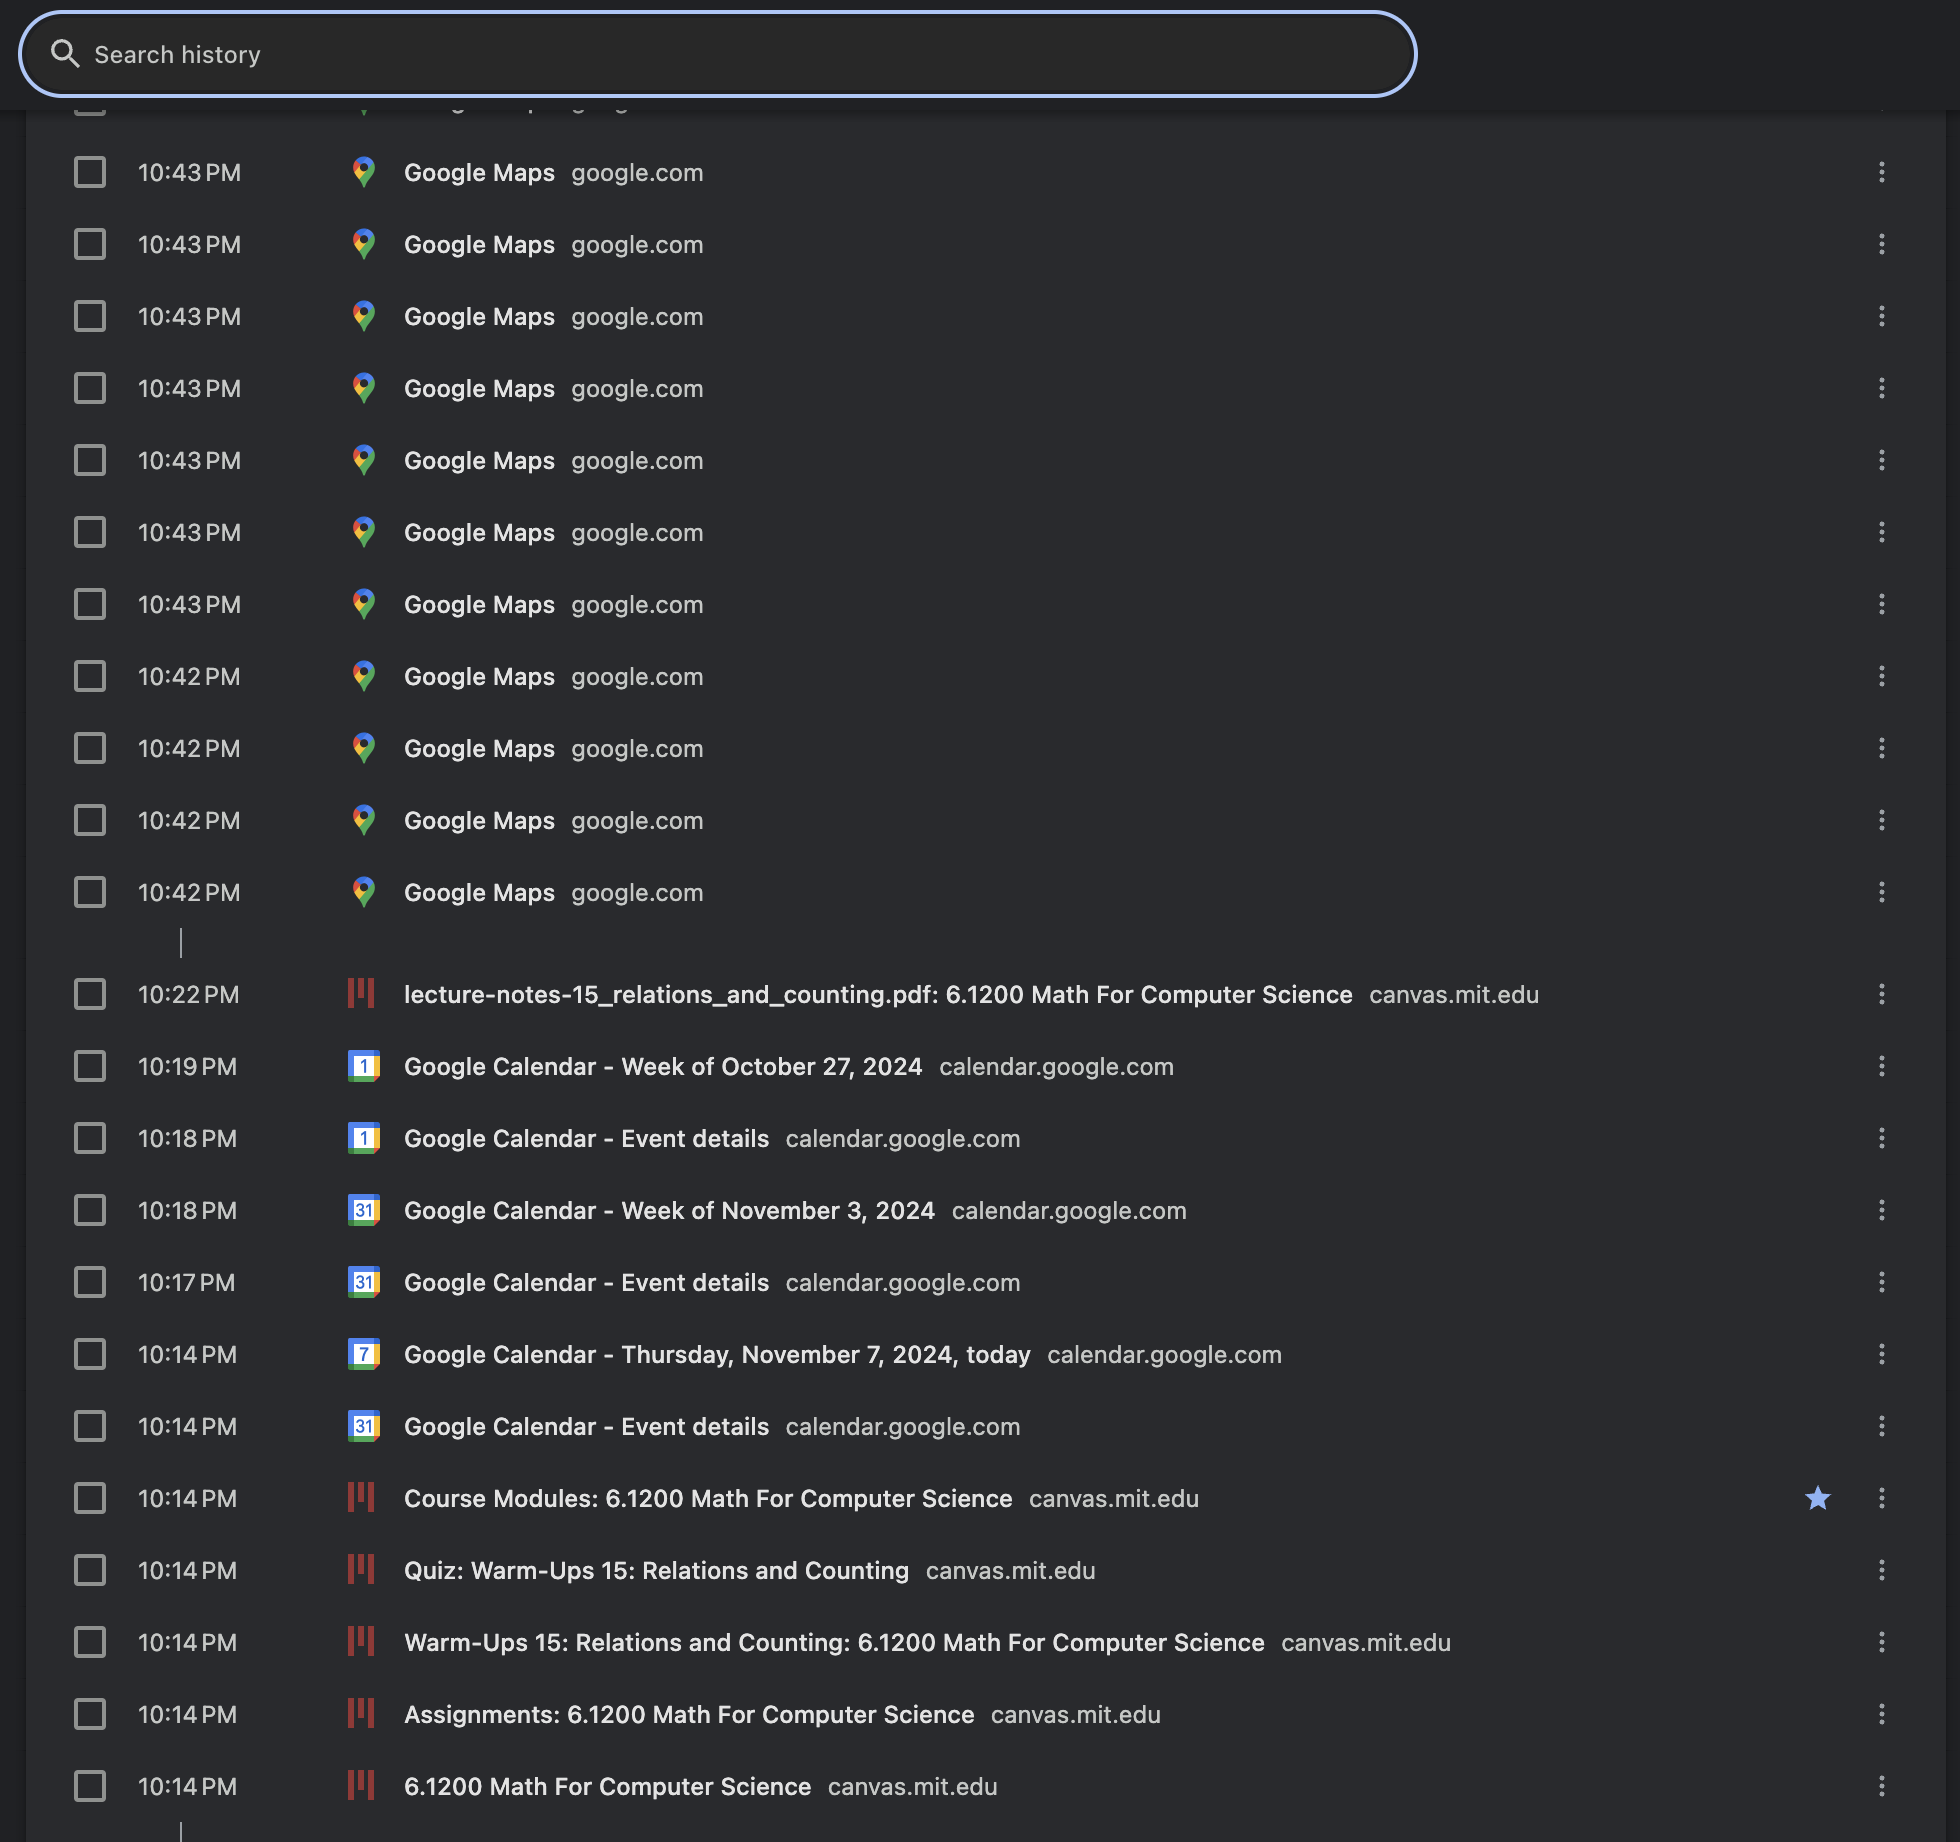 Search history
10:43 PM Google Maps google.com
10:43 PM Google Maps google.com
10:43 PM Google Maps google.com
10:43 PM Google Maps google.com
10:43 PM Google Maps google.com
10:43 PM Google Maps google.com
10:43 PM Google Maps google.com
10:42 PM Google Maps google.com
10:42 PM Google Maps google.com
10:42 PM Google Maps google.com
10:42 PM Google Maps google.com
10:22 PM lecture-notes-15_relations_and_counting.pdf: 6.1200 Math For Computer Science canvas.mit.edu
10:19 PM 1 Google Calendar - Week of October 27, 2024 calendar.google.com
10:18 PM 1 Google Calendar - Event details calendar.google.com
10:18 PM 31 Google Calendar - Week of November 3, 2024 calendar.google.com
10:17 PM 31 Google Calendar - Event details calendar.google.com
10:14 PM 7 Google Calendar - Thursday, November 7, 2024, today calendar.google.com
10:14 PM 31 Google Calendar - Event details calendar.google.com
10:14 PM Course Modules: 6.1200 Math For Computer Science canvas.mit.edu
10:14 PM Quiz: Warm-Ups 15: Relations and Counting canvas.mit.edu
10:14 PM Warm-Ups 15: Relations and Counting: 6.1200 Math For Computer Science canvas.mit.edu
10:14 PM Assignments: 6.1200 Math For Computer Science canvas.mit.edu
10:14 PM 6.1200 Math For Computer Science canvas.mit.edu